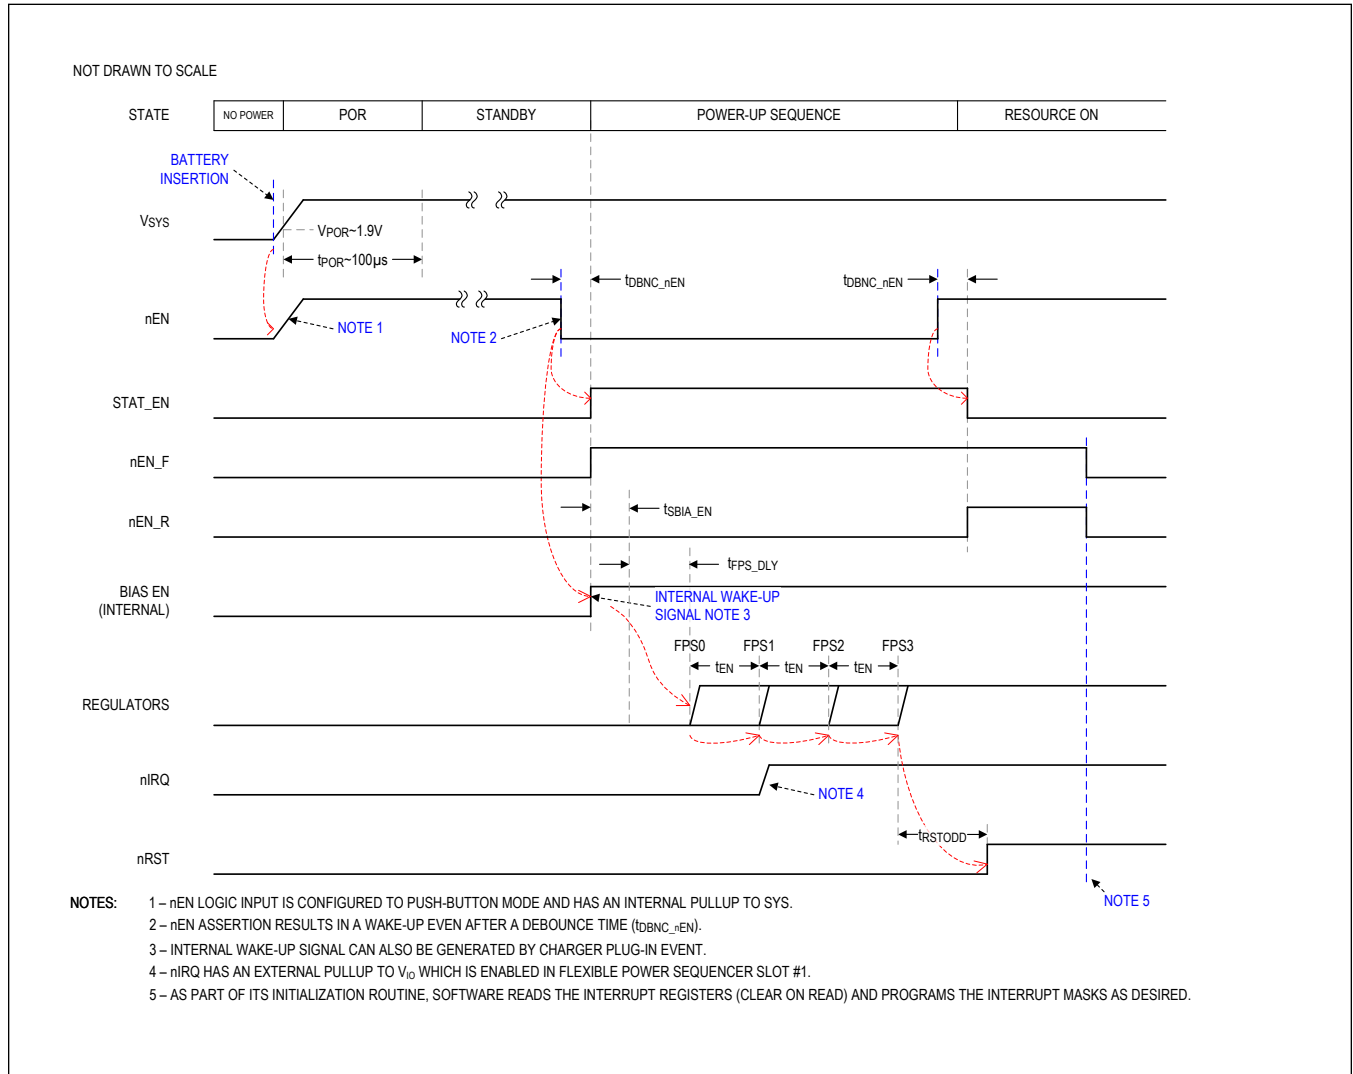 NOT DRAWN TO SCALE
STATE
NO POWER
POR
STANDBY
POWER-UP SEQUENCE
RESOURCE ON
BATTERY
INSERTION
VSYS
VPOR~1.9V
tPOR~100µs
tDBNC_nEN
tDBNC_nEN
nEN
NOTE 1
NOTE 2
STAT_EN
nEN_F
nEN_R
tSBIA_EN
tFPS_DLY
BIAS EN
(INTERNAL)
INTERNAL WAKE-UP
SIGNAL NOTE 3
FPS0
FPS1
FPS2
FPS3
tEN
tEN
tEN
REGULATORS
nIRQ
NOTE 4
tRSTODD
nRST
NOTE 5
NOTES:
1 – nEN LOGIC INPUT IS CONFIGURED TO PUSH-BUTTON MODE AND HAS AN INTERNAL PULLUP TO SYS.
2 – nEN ASSERTION RESULTS IN A WAKE-UP EVEN AFTER A DEBOUNCE TIME (tDBNC_nEN).
3 – INTERNAL WAKE-UP SIGNAL CAN ALSO BE GENERATED BY CHARGER PLUG-IN EVENT.
4 – nIRQ HAS AN EXTERNAL PULLUP TO VIO WHICH IS ENABLED IN FLEXIBLE POWER SEQUENCER SLOT #1.
5 – AS PART OF ITS INITIALIZATION ROUTINE, SOFTWARE READS THE INTERRUPT REGISTERS (CLEAR ON READ) AND PROGRAMS THE INTERRUPT MASKS AS DESIRED.